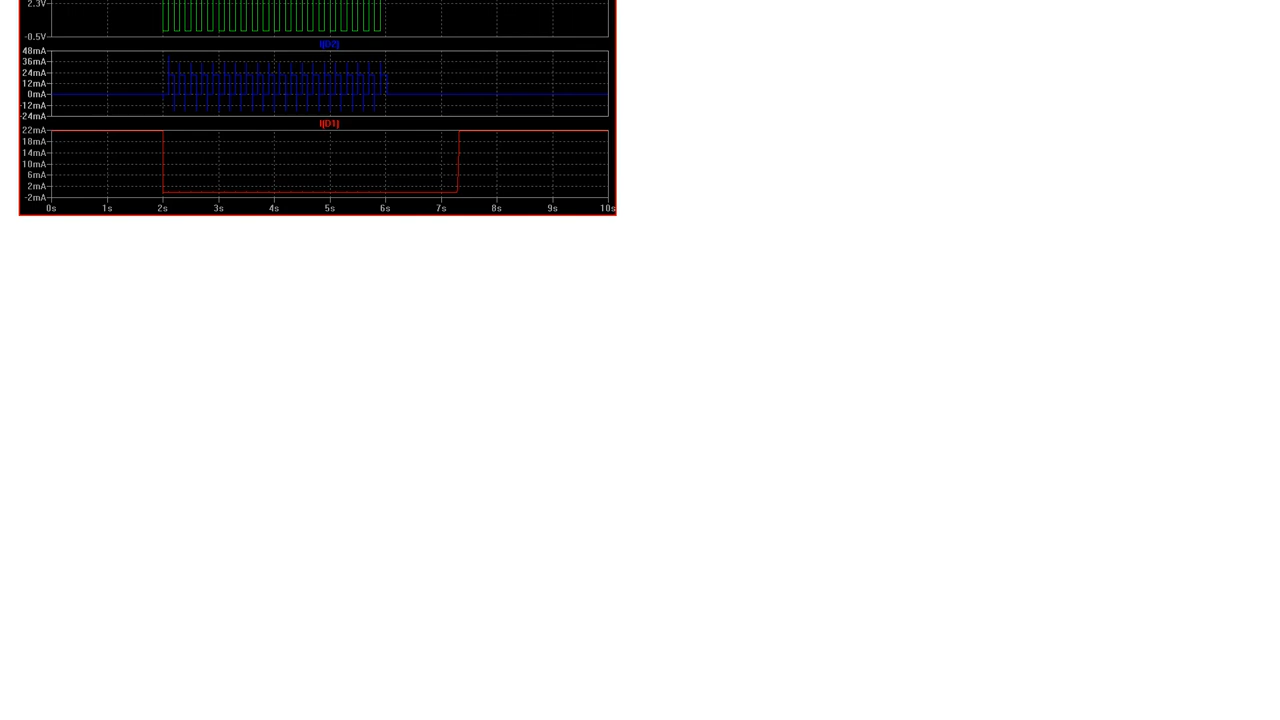 2.3V
-0.5V
I(D2)
48mA
36mA
24mA
12mA
0mA
-12mA
-24mA
I(D1)
22mA
18mA
14mA
10mA
6mA
2mA
-2mA
0s 1s 2s 3s 4s 5s 6s 7s 8s 9s 10s